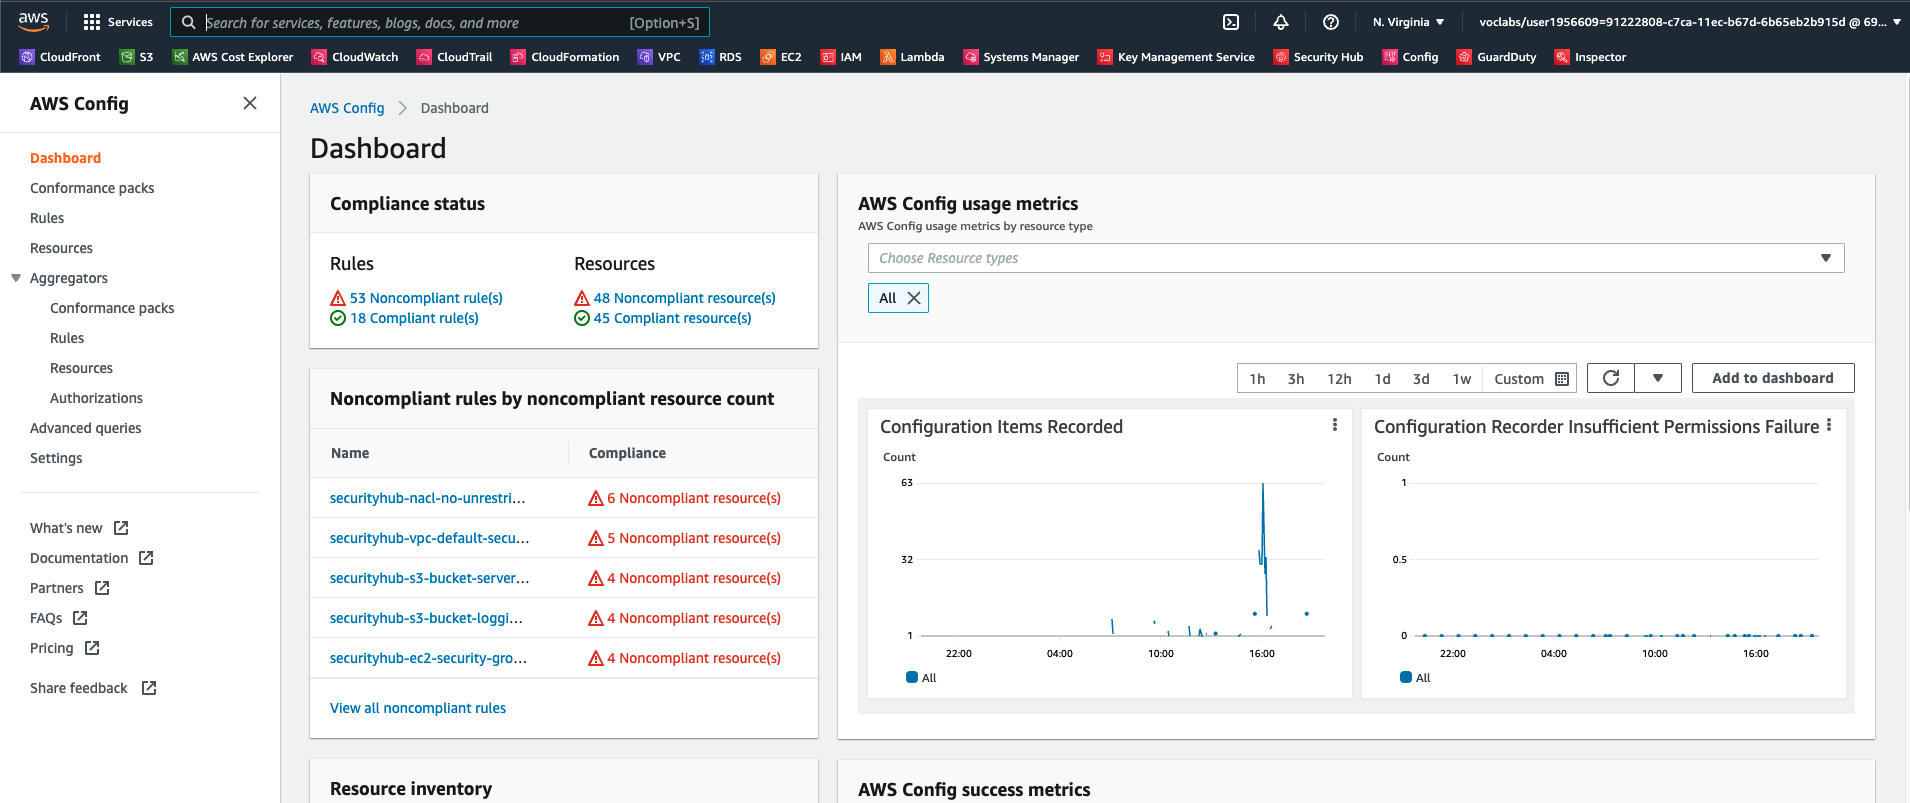 aws
Services
Search for services, features, blogs, docs, and more
[Option+S]
N. Virginia
voclabs/user1956609=91222808-c7ca-11ec-b67d-6b65eb2b915d @ 69...
CloudFront
S3
AWS Cost Explorer
CloudWatch
CloudTrail
CloudFormation
VPC
RDS
EC2
IAM
Lambda
Systems Manager
Key Management Service
Security Hub
Config
GuardDuty
Inspector
AWS Config
Dashboard
Conformance packs
Rules
Resources
Aggregators
Conformance packs
Rules
Resources
Authorizations
Advanced queries
Settings
What's new
Documentation
Partners
FAQs
Pricing
Share feedback
AWS Config
Dashboard
Dashboard
Compliance status
Rules
53 Noncompliant rule(s)
18 Compliant rule(s)
Resources
48 Noncompliant resource(s)
45 Compliant resource(s)
Noncompliant rules by noncompliant resource count
Name
Compliance
securityhub-nacl-no-unrestri...
6 Noncompliant resource(s)
securityhub-vpc-default-secu...
5 Noncompliant resource(s)
securityhub-s3-bucket-server...
4 Noncompliant resource(s)
securityhub-s3-bucket-loggi...
4 Noncompliant resource(s)
securityhub-ec2-security-gro...
4 Noncompliant resource(s)
View all noncompliant rules
Resource inventory
AWS Config usage metrics
AWS Config usage metrics by resource type
Choose Resource types
All
1h
3h
12h
1d
3d
1w
Custom
Add to dashboard
Configuration Items Recorded
Count
63
32
1
22:00
04:00
10:00
16:00
All
Configuration Recorder Insufficient Permissions Failure
Count
1
0.5
0
22:00
04:00
10:00
16:00
All
AWS Config success metrics